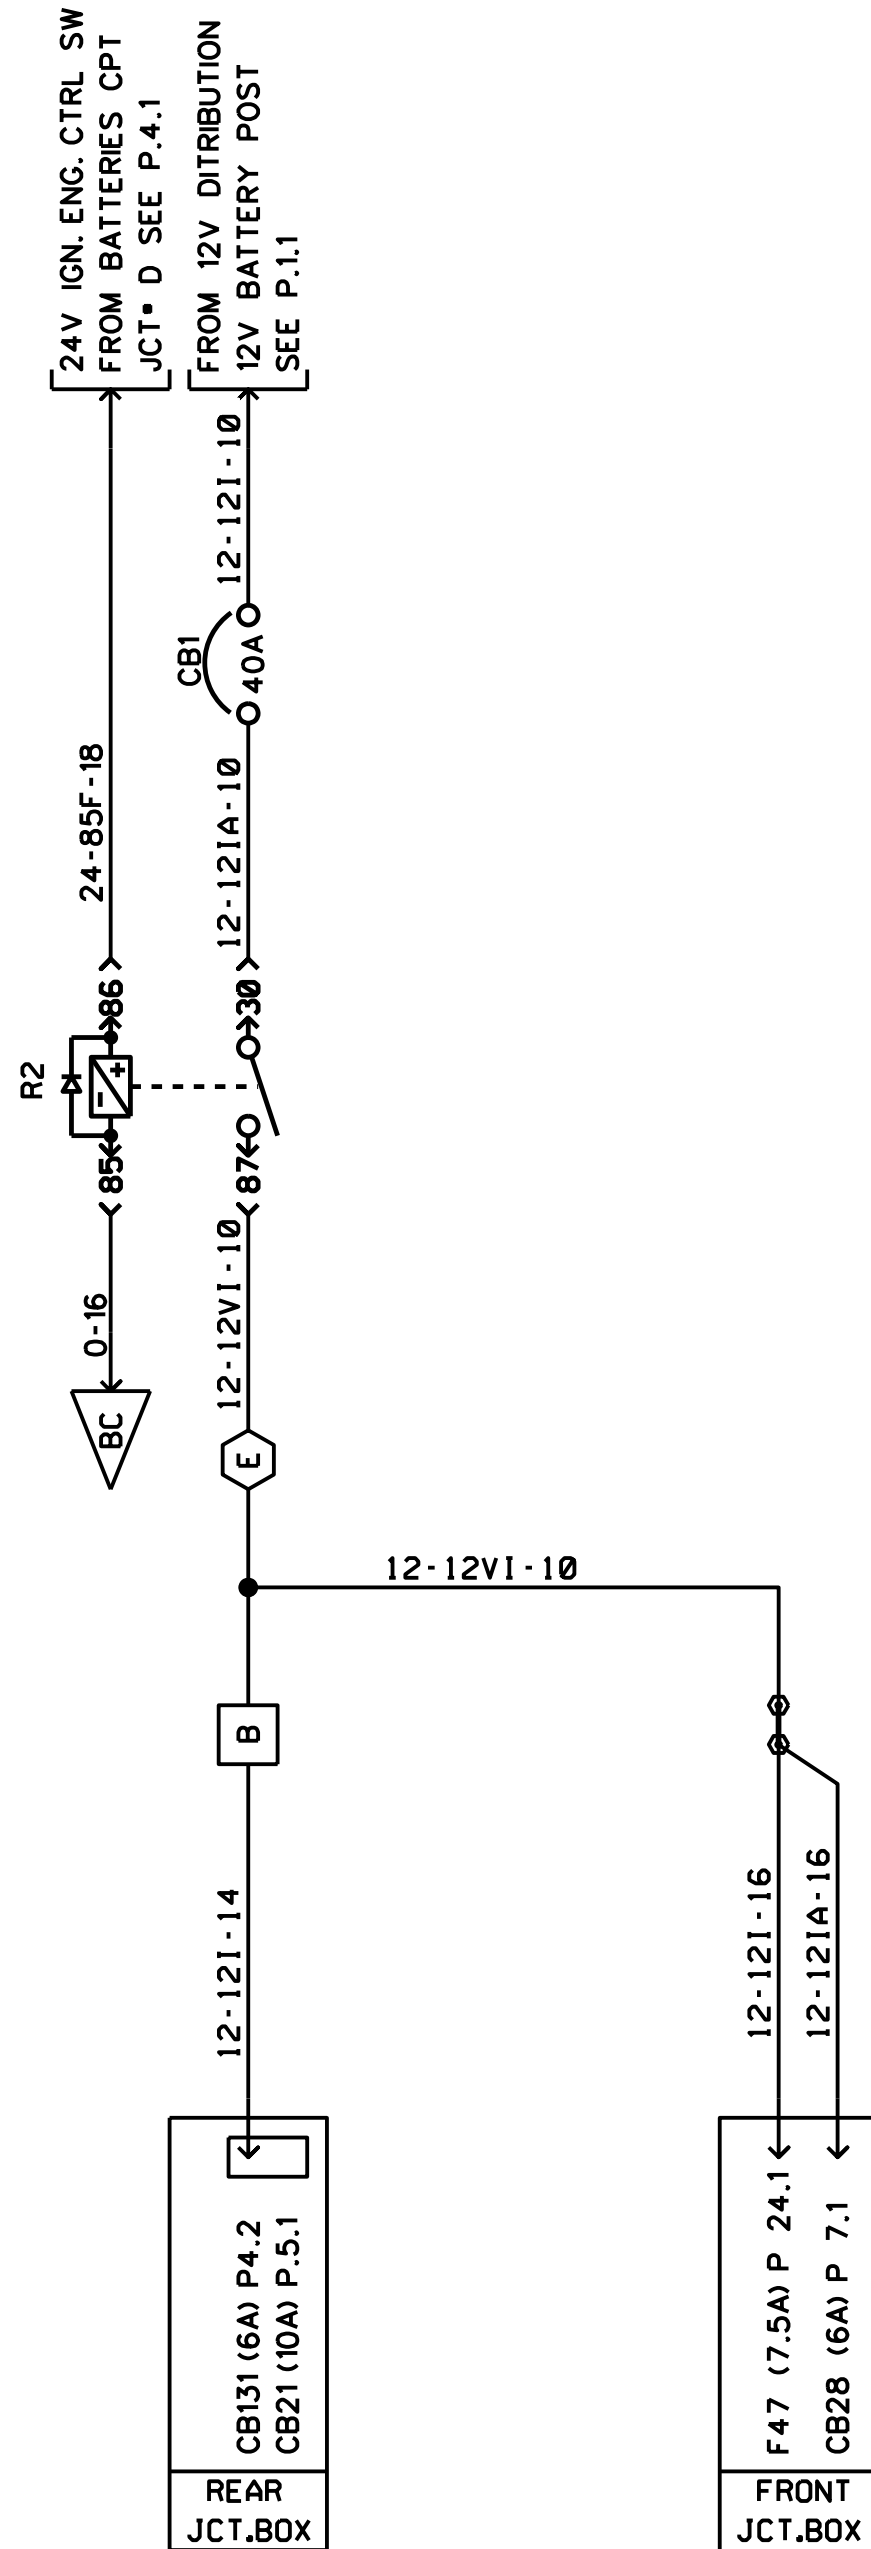 24V IGN. ENG. CTRL SW
FROM BATTERIES CPT
JCT• D SEE P.4.1
FROM 12V DITRIBUTION
12V BATTERY POST
SEE P.1.1
12-12I-10
CB1
40A
24-85F-18
12-12IA-10
86
30
R2
+
-
85
87
12-12VI-10
0-16
BC
E
12-12VI-10
B
12-12I-14
12-12I-16
12-12IA-16
CB131 (6A) P4.2
CB21 (10A) P.5.1
REAR
JCT.BOX
F47 (7.5A) P 24.1
CB28 (6A) P 7.1
FRONT
JCT.BOX